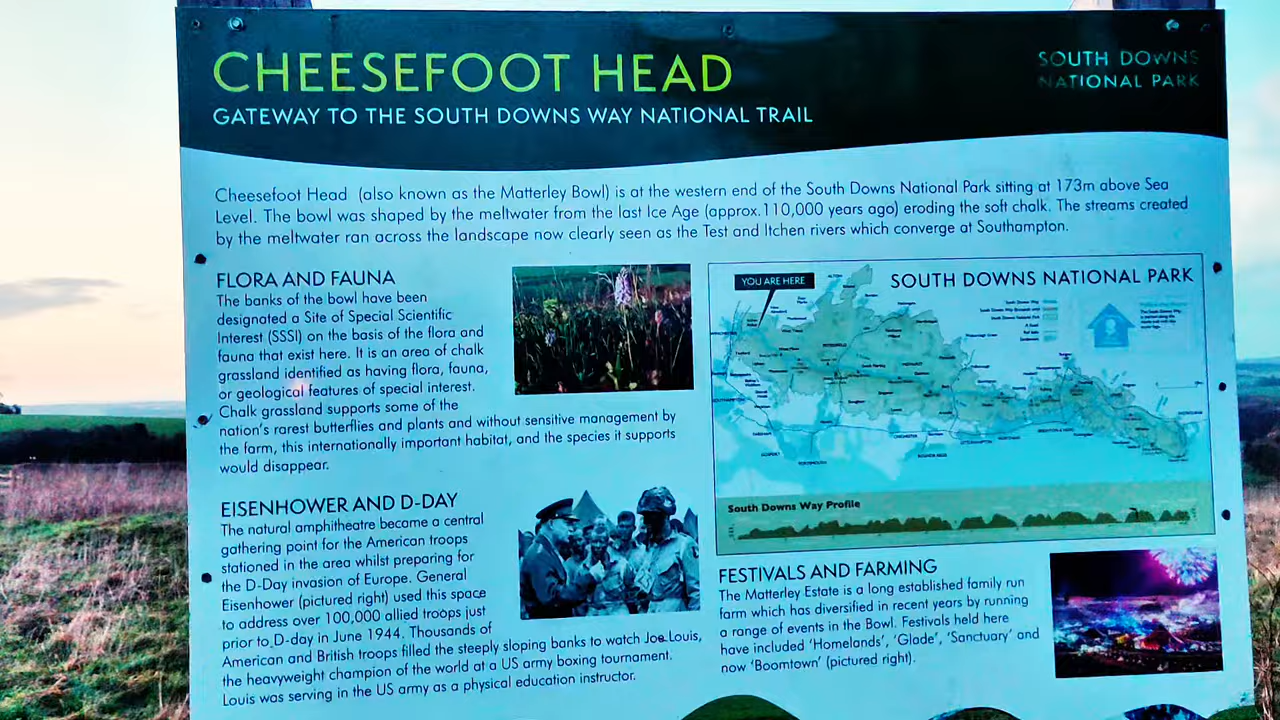 CHEESEFOOT HEAD
GATEWAY TO THE SOUTH DOWNS WAY NATIONAL TRAIL
SOUTH DOWNS
NATIONAL PARK
Cheesefoot Head (also known as the Matterley Bowl) is at the western end of the South Downs National Park sitting at 173m above Sea
Level. The bowl was shaped by the meltwater from the last Ice Age (approx.110,000 years ago) eroding the soft chalk. The streams created
by the meltwater ran across the landscape now clearly seen as the Test and Itchen rivers which converge at Southampton.
FLORA AND FAUNA
The banks of the bowl have been
designated a Site of Special Scientific
Interest (SSSI) on the basis of the flora and
fauna that exist here. It is an area of chalk
grassland identified as having flora, fauna,
or geological features of special interest.
Chalk grassland supports some of the
nation's rarest butterflies and plants and without sensitive management by
the farm, this internationally important habitat, and the species it supports
would disappear.
EISENHOWER AND D-DAY
The natural amphitheatre became a central
gathering point for the American troops
stationed in the area whilst preparing for
the D-Day invasion of Europe. General
Eisenhower (pictured right) used this space
to address over 100,000 allied troops just
prior to D-day in June 1944. Thousands of
American and British troops filled the steeply sloping banks to watch Joe Louis,
the heavyweight champion of the world at a US army boxing tournament.
Louis was serving in the US army as a physical education instructor.
YOU ARE HERE
SOUTH DOWNS NATIONAL PARK
South Downs Way Profile
FESTIVALS AND FARMING
The Matterley Estate is a long established family run
farm which has diversified in recent years by running
a range of events in the Bowl. Festivals held here
have included 'Homelands', 'Glade', 'Sanctuary' and
now 'Boomtown' (pictured right).